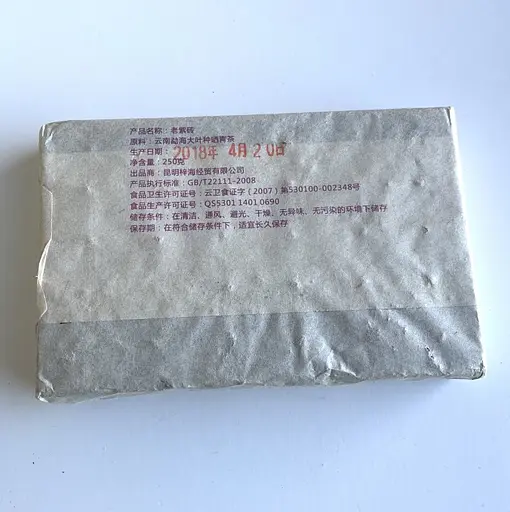 产品名称：老紫砖
原料：云南勐海大叶种晒青茶
生产日期：2018年 4月20日
净含量：250克
出品商：昆明梓海经贸有限公司
产品执行标准：GB/T22111-2008
食品卫生许可证号：云卫食证字（2007）第530100-002348号
食品生产许可证号：QS5301 1401 0690
储存条件：在清洁、通风、避光、干燥、无异味、无污染的环境下储存
保存期：在符合储存条件下，适宜长久保存